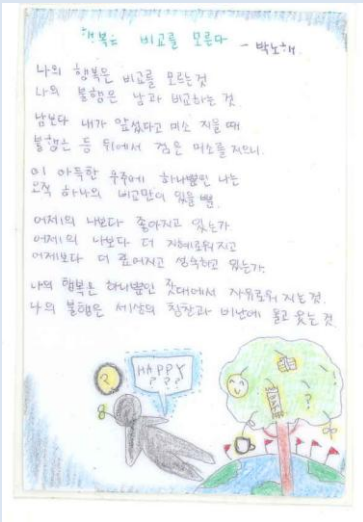 행복은 비교를 모른다 - 박노해
나의 행복은 비교를 모르는 것
나의 불행은 남과 비교하는 것.
남보다 내가 앞섰다고 미소 지을 때
불행은 등 뒤에서 검은 미소를 지으니.
이 아득한 우주에 하나뿐인 나는
오직 하나의 비교만이 있을 뿐.
어제의 나보다 좋아지고 있는가
어제의 나보다 더 지혜로워지고
어제보다 더 깊어지고 성숙하고 있는가.
나의 행복은 하나뿐인 잣대에서 자유로워 지는 것.
나의 불행은 세상의 칭찬과 비난에 울고 웃는 것
HAPPY
? ? ?
?